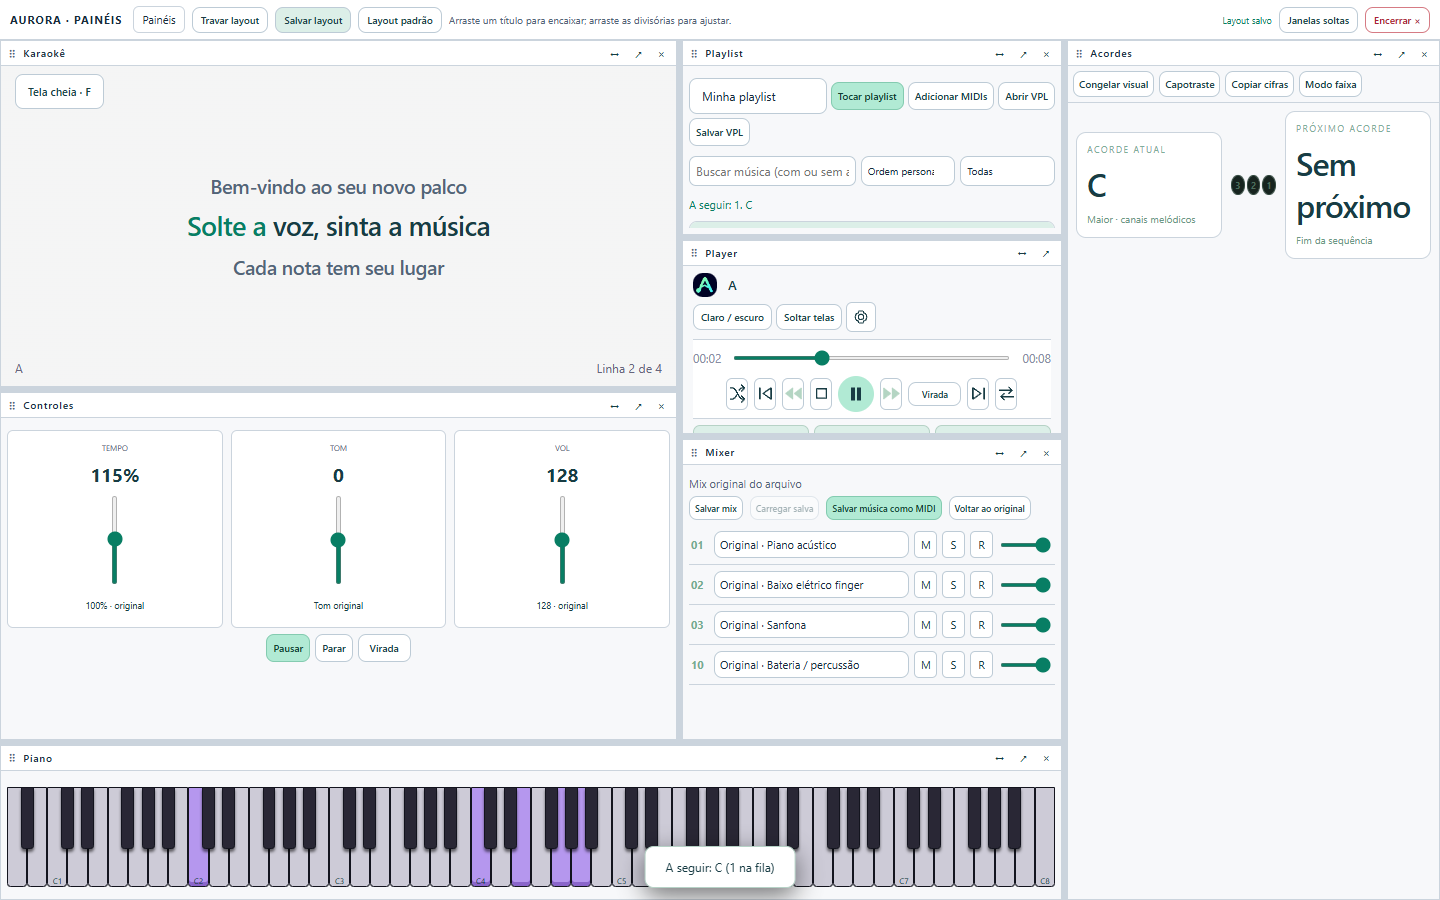 AURORA · PAINÉIS
Painéis
Travar layout
Salvar layout
Layout padrão
Arraste um título para encaixar; arraste as divisórias para ajustar.
Layout salvo
Janelas soltas
Encerrar ×
Karaokê
Tela cheia · F
Bem-vindo ao seu novo palco
Solte a voz, sinta a música
Cada nota tem seu lugar
A
Linha 2 de 4
Controles
TEMPO
115%
100% · original
TOM
0
Tom original
VOL
128
128 · original
Pausar
Parar
Virada
Playlist
Minha playlist
Tocar playlist
Adicionar MIDIs
Abrir VPL
Salvar VPL
Buscar música (com ou sem a
Ordem persona
Todas
A seguir: 1. C
Player
A
Claro / escuro
Soltar telas
00:02
00:08
Virada
Mixer
Mix original do arquivo
Salvar mix
Carregar salva
Salvar música como MIDI
Voltar ao original
01 Original · Piano acústico M S R
02 Original · Baixo elétrico finger M S R
03 Original · Sanfona M S R
10 Original · Bateria / percussão M S R
Acordes
Congelar visual
Capotraste
Copiar cifras
Modo faixa
ACORDE ATUAL
C
Maior · canais melódicos
3 2 1
PRÓXIMO ACORDE
Sem
próximo
Fim da sequência
Piano
C1 C2 C3 C4 C5 C7 C8
A seguir: C (1 na fila)